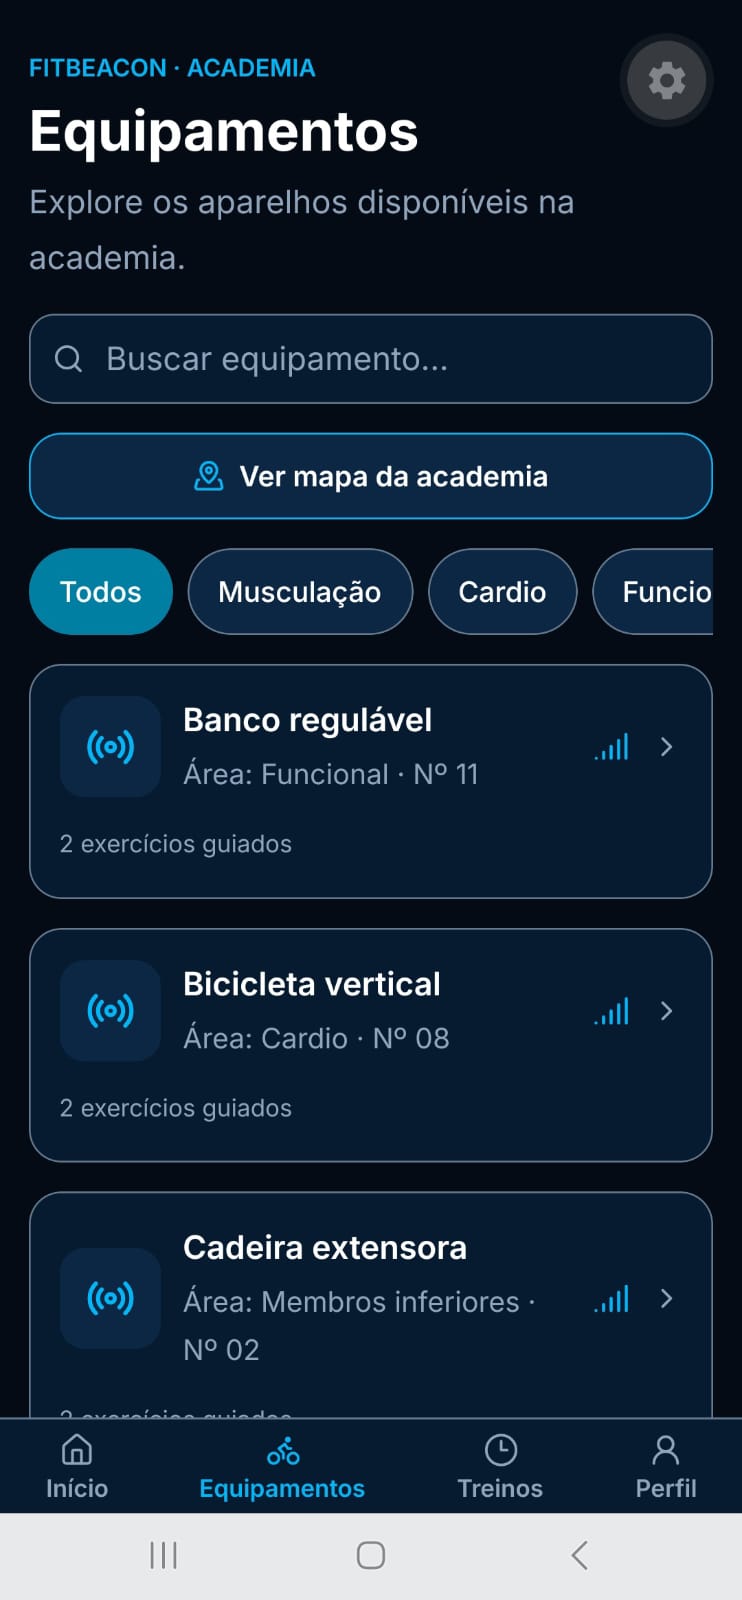 FITBEACON · ACADEMIA
Equipamentos
Explore os aparelhos disponíveis na
academia.
Buscar equipamento...
Ver mapa da academia
Todos
Musculação
Cardio
Funcio
Banco regulável
Área: Funcional · Nº 11
2 exercícios guiados
Bicicleta vertical
Área: Cardio · Nº 08
2 exercícios guiados
Cadeira extensora
Área: Membros inferiores ·
Nº 02
Início
Equipamentos
Treinos
Perfil